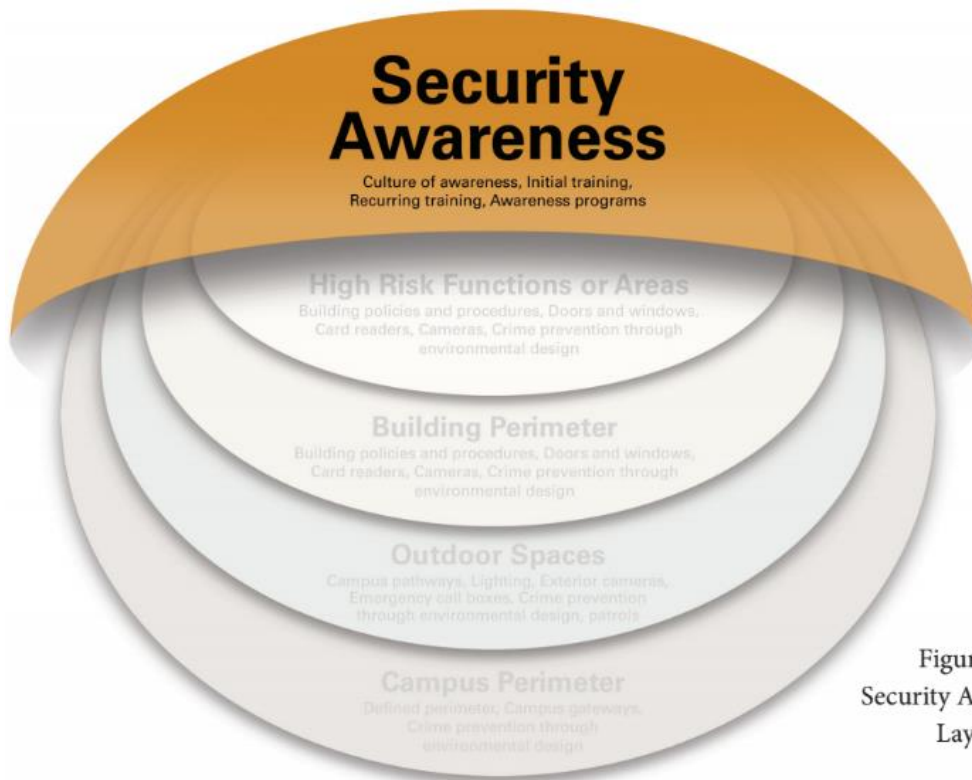 Security
Awareness
Culture of awareness, Initial training,
Recurring training, Awareness programs
High Risk Functions or Areas
Building policies and procedures, Doors and windows,
Card readers, Cameras, Crime prevention through
environmental design
Building Perimeter
Building policies and procedures, Doors and windows,
Card readers, Cameras, Crime prevention through
environmental design
Outdoor Spaces
Campus pathways, Lighting, Exterior cameras,
Emergency call boxes, Crime prevention
through environmental design, patrols
Campus Perimeter
Defined perimeter, Campus gateways,
Crime prevention through
environmental design
Figur
Security A
Lay